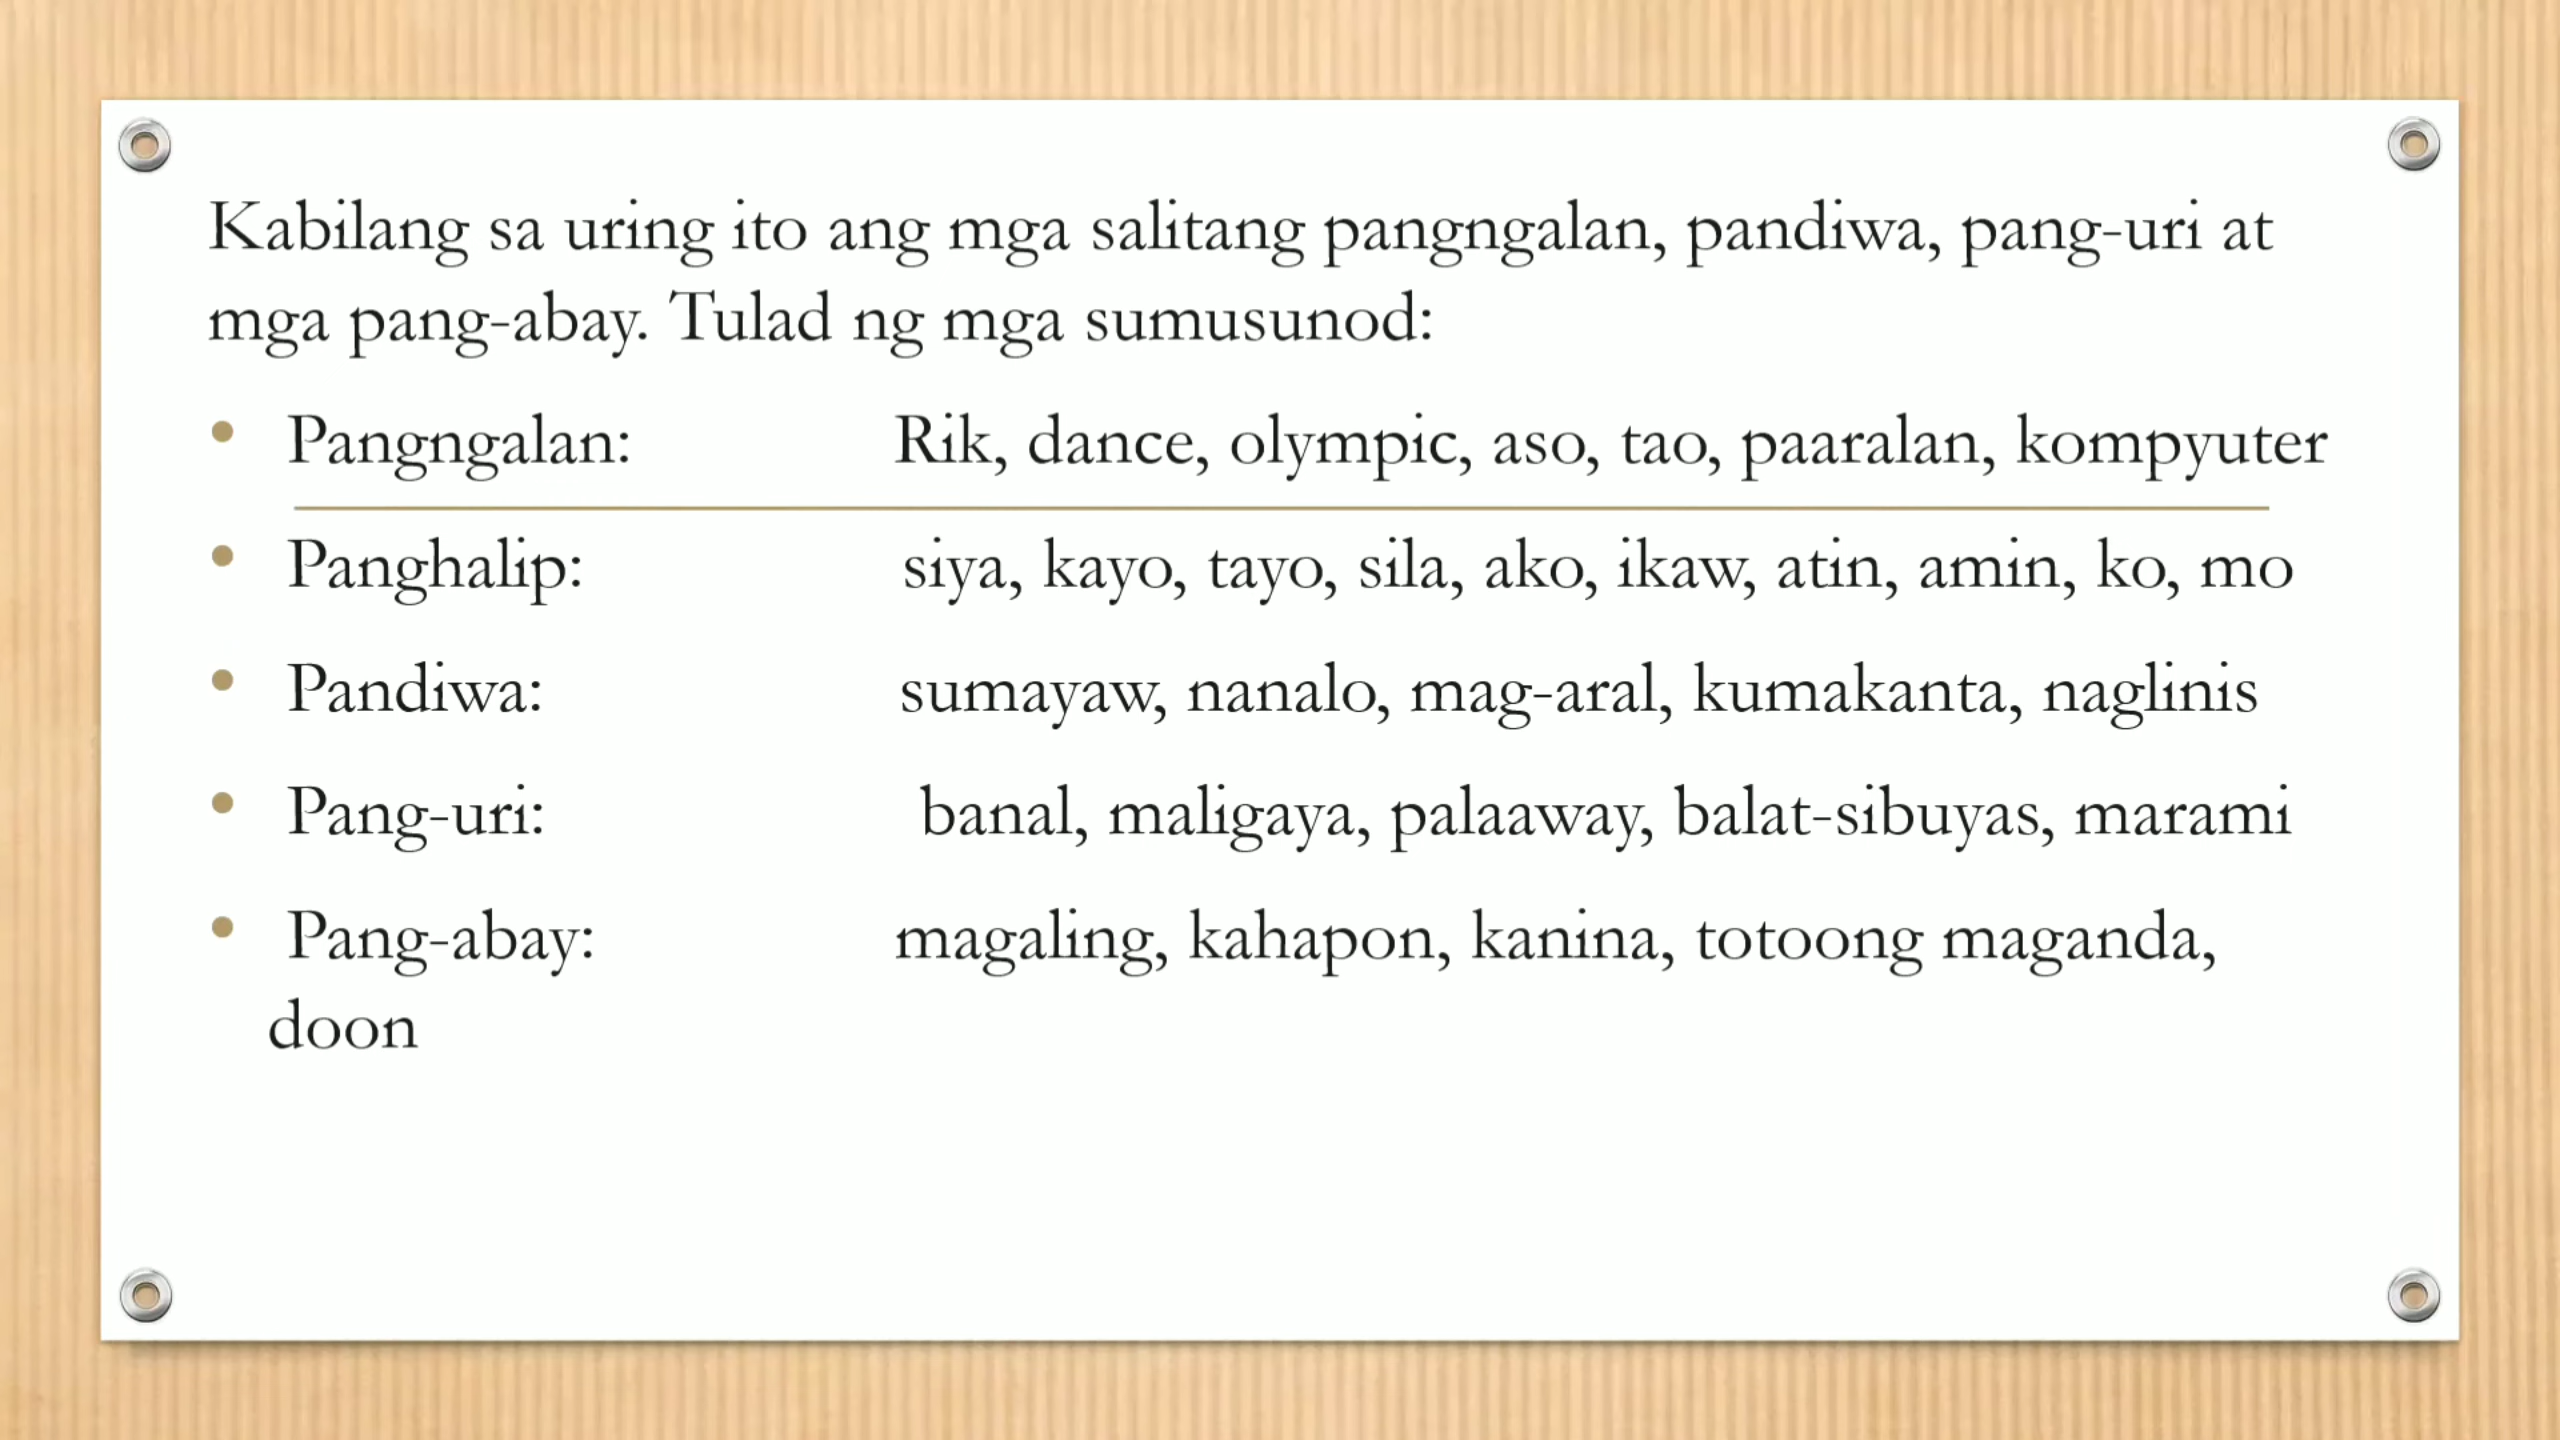 Kabilang sa uring ito ang mga salitang pangngalan, pandiwa, pang-uri at
mga pang-abay. Tulad ng mga sumusunod:
• Pangngalan: Rik, dance, olympic, aso, tao, paaralan, kompyuter
• Panghalip: siya, kayo, tayo, sila, ako, ikaw, atin, amin, ko, mo
• Pandiwa: sumayaw, nanalo, mag-aral, kumakanta, naglinis
• Pang-uri: banal, maligaya, palaaway, balat-sibuyas, marami
• Pang-abay: magaling, kahapon, kanina, totoong maganda,
doon